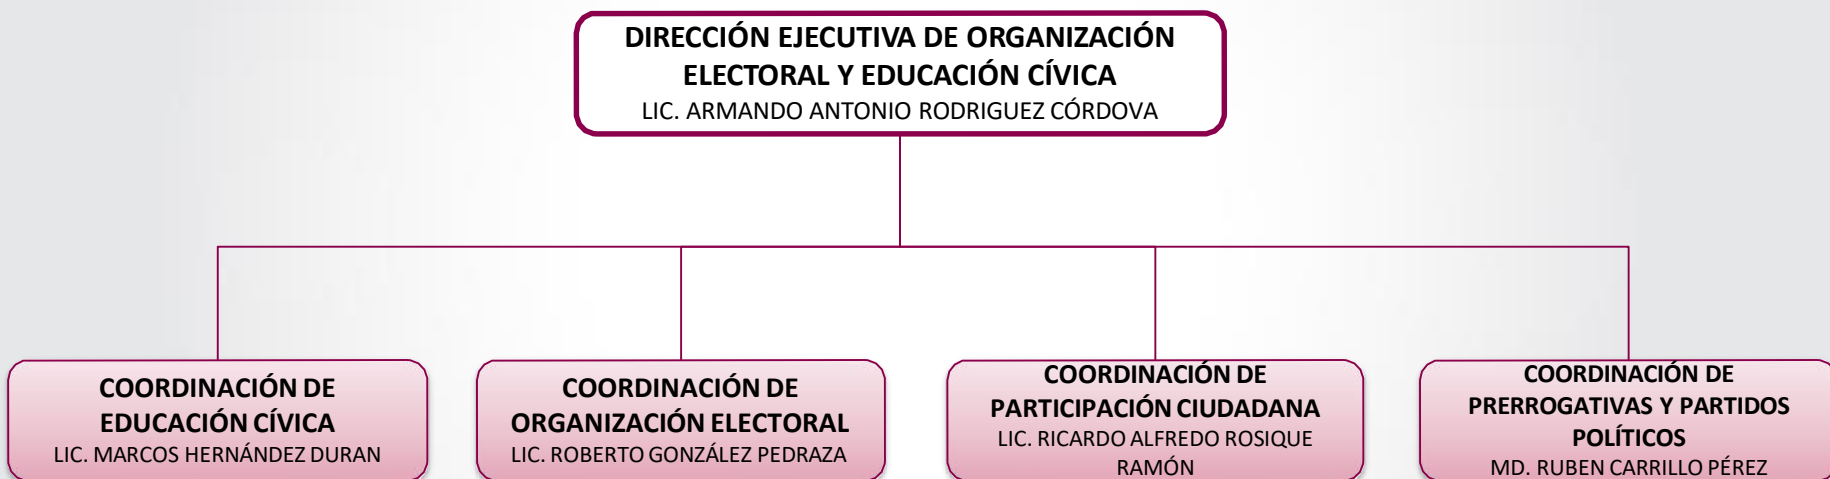 DIRECCIÓN EJECUTIVA DE ORGANIZACIÓN
ELECTORAL Y EDUCACIÓN CÍVICA
LIC. ARMANDO ANTONIO RODRIGUEZ CÓRDOVA
COORDINACIÓN DE
EDUCACIÓN CÍVICA
LIC. MARCOS HERNÁNDEZ DURAN
COORDINACIÓN DE
ORGANIZACIÓN ELECTORAL
LIC. ROBERTO GONZÁLEZ PEDRAZA
COORDINACIÓN DE
PARTICIPACIÓN CIUDADANA
LIC. RICARDO ALFREDO ROSIQUE
RAMÓN
COORDINACIÓN DE
PRERROGATIVAS Y PARTIDOS
POLÍTICOS
MD. RUBEN CARRILLO PÉREZ